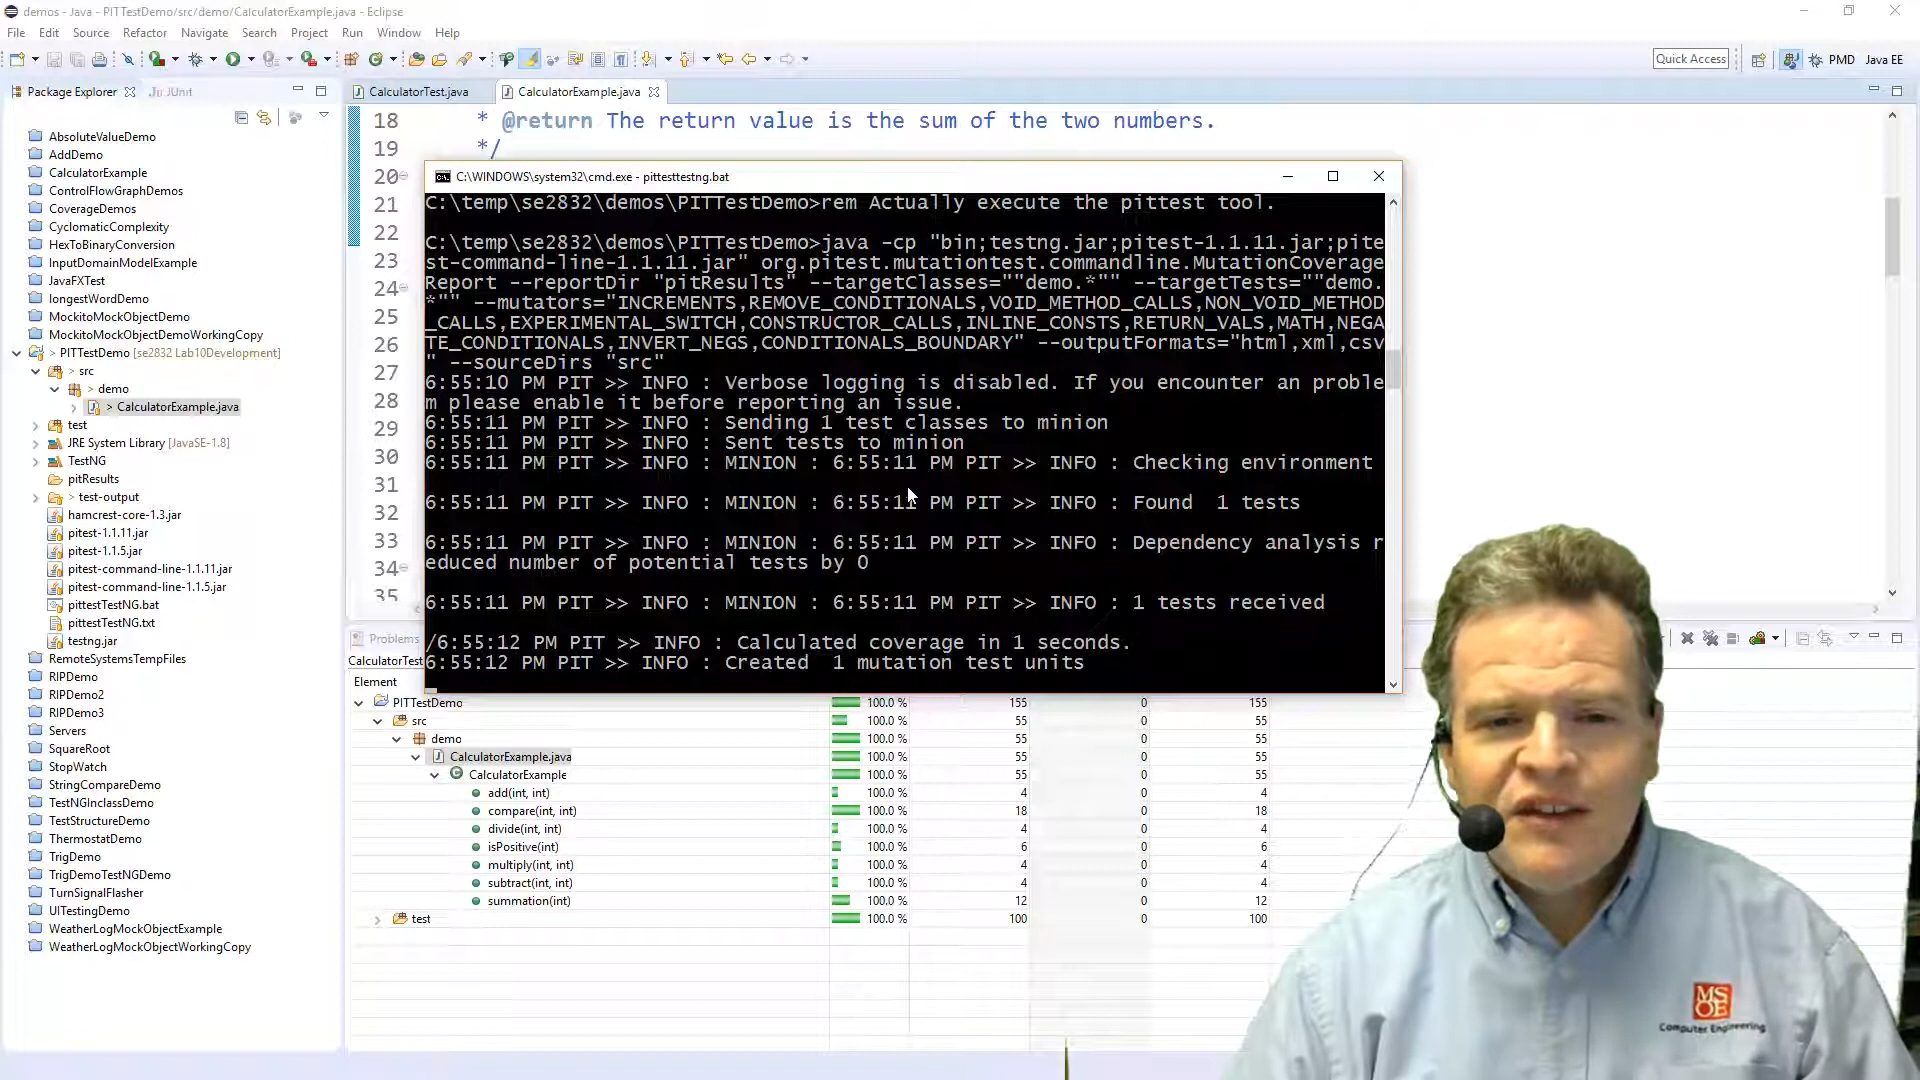 demos - Java - PITTestDemo/src/demo/CalculatorExample.java - Eclipse
File Edit Source Refactor Navigate Search Project Run Window Help
Quick Access PMD Java EE
Package Explorer JUnit
CalculatorTest.java CalculatorExample.java
AbsoluteValueDemo
AddDemo
CalculatorExample
ControlFlowGraphDemos
CoverageDemos
CyclomaticComplexity
HexToBinaryConversion
InputDomainModelExample
JavaFXTest
longestWordDemo
MockitoMockObjectDemo
MockitoMockObjectDemoWorkingCopy
> PITTestDemo [se2832 Lab10Development]
> src
> demo
> CalculatorExample.java
test
JRE System Library [JavaSE-1.8]
TestNG
pitResults
> test-output
hamcrest-core-1.3.jar
pitest-1.1.11.jar
pitest-1.1.5.jar
pitest-command-line-1.1.11.jar
pitest-command-line-1.1.5.jar
pittestTestNG.bat
pittestTestNG.txt
testng.jar
RemoteSystemsTempFiles
RIPDemo
RIPDemo2
RIPDemo3
Servers
SquareRoot
StopWatch
StringCompareDemo
TestNGInclassDemo
TestStructureDemo
ThermostatDemo
TrigDemo
TrigDemoTestNGDemo
TurnSignalFlasher
UITestingDemo
WeatherLogMockObjectExample
WeatherLogMockObjectWorkingCopy
18 * @return The return value is the sum of the two numbers.
19 */
20
21
22
23
24
25
26
27
28
29
30
31
32
33
34
35
C:\WINDOWS\system32\cmd.exe - pittesttestng.bat
C:\temp\se2832\demos\PITTestDemo>rem Actually execute the pittest tool.
C:\temp\se2832\demos\PITTestDemo>java -cp "bin;testng.jar;pitest-1.1.11.jar;pite
st-command-line-1.1.11.jar" org.pitest.mutationtest.commandline.MutationCoverage
Report --reportDir "pitResults" --targetClasses=""demo.*"" --targetTests=""demo.
*"" --mutators="INCREMENTS,REMOVE_CONDITIONALS,VOID_METHOD_CALLS,NON_VOID_METHOD
_CALLS,EXPERIMENTAL_SWITCH,CONSTRUCTOR_CALLS,INLINE_CONSTS,RETURN_VALS,MATH,NEGA
TE_CONDITIONALS,INVERT_NEGS,CONDITIONALS_BOUNDARY" --outputFormats="html,xml,csv
" --sourceDirs "src"
6:55:10 PM PIT >> INFO : Verbose logging is disabled. If you encounter an proble
m please enable it before reporting an issue.
6:55:11 PM PIT >> INFO : Sending 1 test classes to minion
6:55:11 PM PIT >> INFO : Sent tests to minion
6:55:11 PM PIT >> INFO : MINION : 6:55:11 PM PIT >> INFO : Checking environment
6:55:11 PM PIT >> INFO : MINION : 6:55:11 PM PIT >> INFO : Found 1 tests
6:55:11 PM PIT >> INFO : MINION : 6:55:11 PM PIT >> INFO : Dependency analysis r
educed number of potential tests by 0
6:55:11 PM PIT >> INFO : MINION : 6:55:11 PM PIT >> INFO : 1 tests received
/6:55:12 PM PIT >> INFO : Calculated coverage in 1 seconds.
6:55:12 PM PIT >> INFO : Created 1 mutation test units
Problems
CalculatorTest
Element
PITTestDemo 100.0 % 155 0 155
src 100.0 % 55 0 55
demo 100.0 % 55 0 55
CalculatorExample.java 100.0 % 55 0 55
CalculatorExample 100.0 % 55 0 55
add(int, int) 100.0 % 4 0 4
compare(int, int) 100.0 % 18 0 18
divide(int, int) 100.0 % 4 0 4
isPositive(int) 100.0 % 6 0 6
multiply(int, int) 100.0 % 4 0 4
subtract(int, int) 100.0 % 4 0 4
summation(int) 100.0 % 12 0 12
test 100.0 % 100 0 100
MS
OE
Computer Engineering